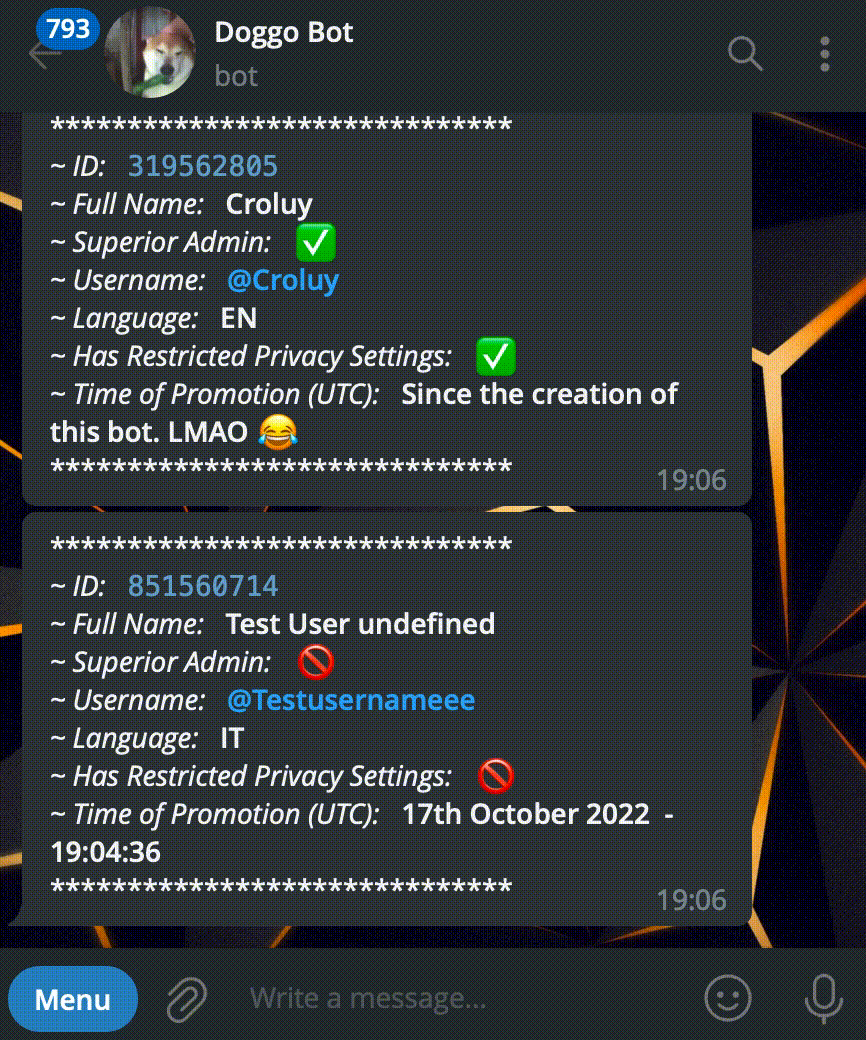 793
Doggo Bot
bot
******************************
~ ID: 319562805
~ Full Name: Croluy
~ Superior Admin: ✅
~ Username: @Croluy
~ Language: EN
~ Has Restricted Privacy Settings: ✅
~ Time of Promotion (UTC): Since the creation of
this bot. LMAO 😂
******************************
19:06
******************************
~ ID: 851560714
~ Full Name: Test User undefined
~ Superior Admin: 🚫
~ Username: @Testusernameee
~ Language: IT
~ Has Restricted Privacy Settings: 🚫
~ Time of Promotion (UTC): 17th October 2022 -
19:04:36
******************************
19:06
Menu
Write a message...